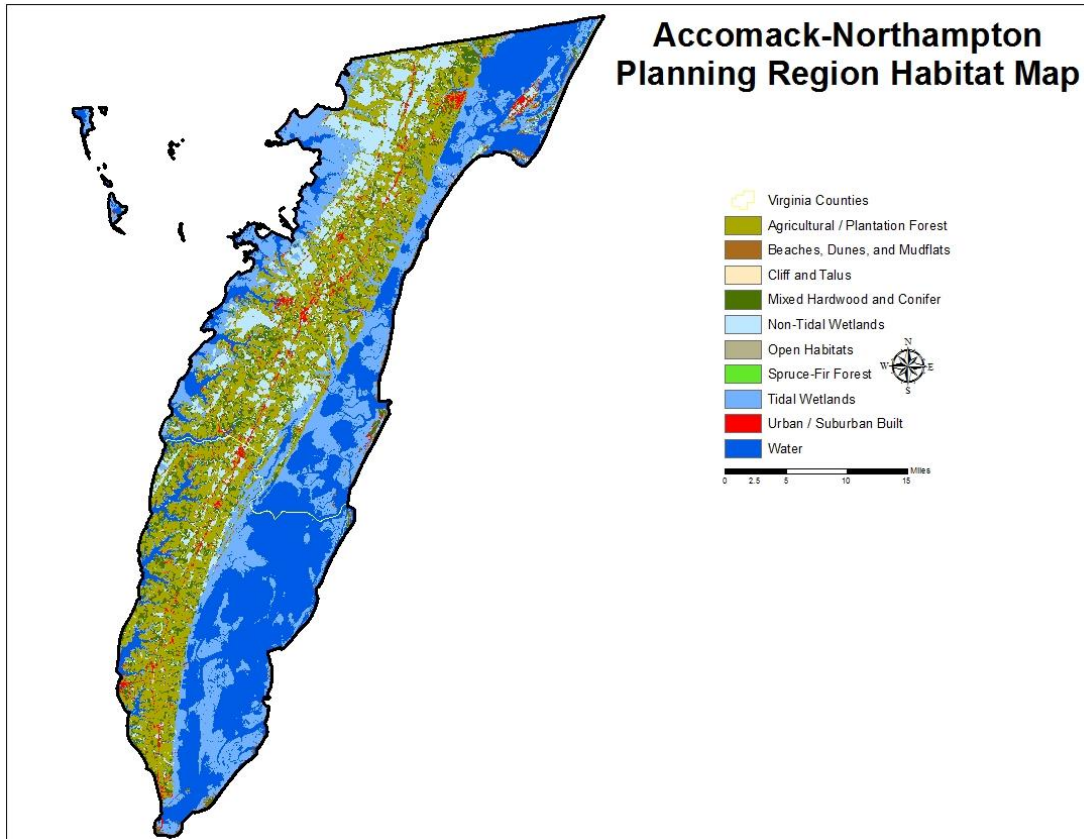 Accomack-Northampton
Planning Region Habitat Map
Virginia Counties
Agricultural / Plantation Forest
Beaches, Dunes, and Mudflats
Cliff and Talus
Mixed Hardwood and Conifer
Non-Tidal Wetlands
Open Habitats
Spruce-Fir Forest
Tidal Wetlands
Urban / Suburban Built
Water
N
W E
S
Miles
0 2.5 5 10 15